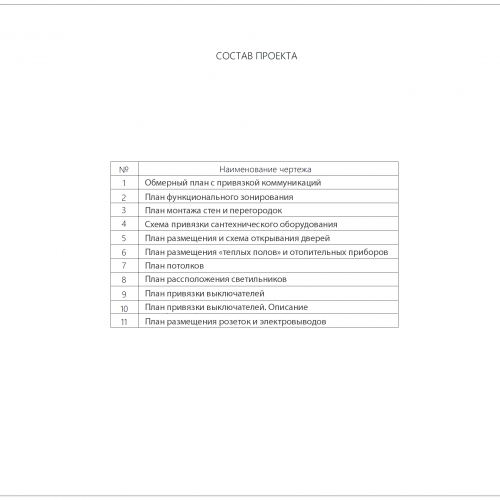 СОСТАВ ПРОЕКТА
№ Наименование чертежа
1 Обмерный план с привязкой коммуникаций
2 План функционального зонирования
3 План монтажа стен и перегородок
4 Схема привязки сантехнического оборудования
5 План размещения и схема открывания дверей
6 План размещения «теплых полов» и отопительных приборов
7 План потолков
8 План рассположения светильников
9 План привязки выключателей
10 План привязки выключателей. Описание
11 План размещения розеток и электровыводов